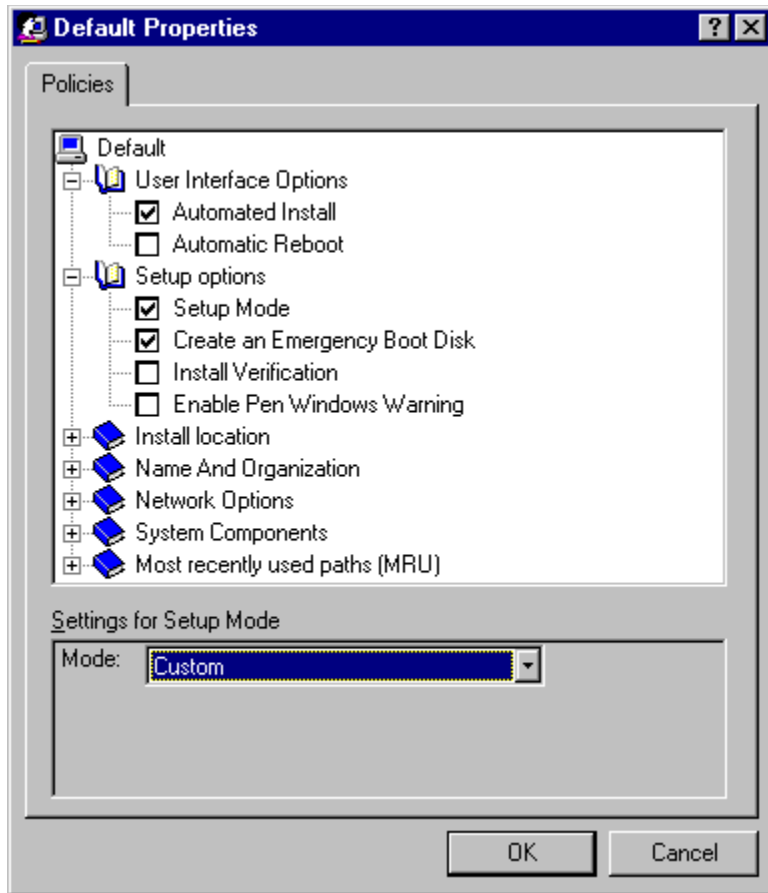 Default Properties
Policies
Default
User Interface Options
Automated Install
Automatic Reboot
Setup options
Setup Mode
Create an Emergency Boot Disk
Install Verification
Enable Pen Windows Warning
Install location
Name And Organization
Network Options
System Components
Most recently used paths (MRU)
Settings for Setup Mode
Mode: Custom
OK Cancel